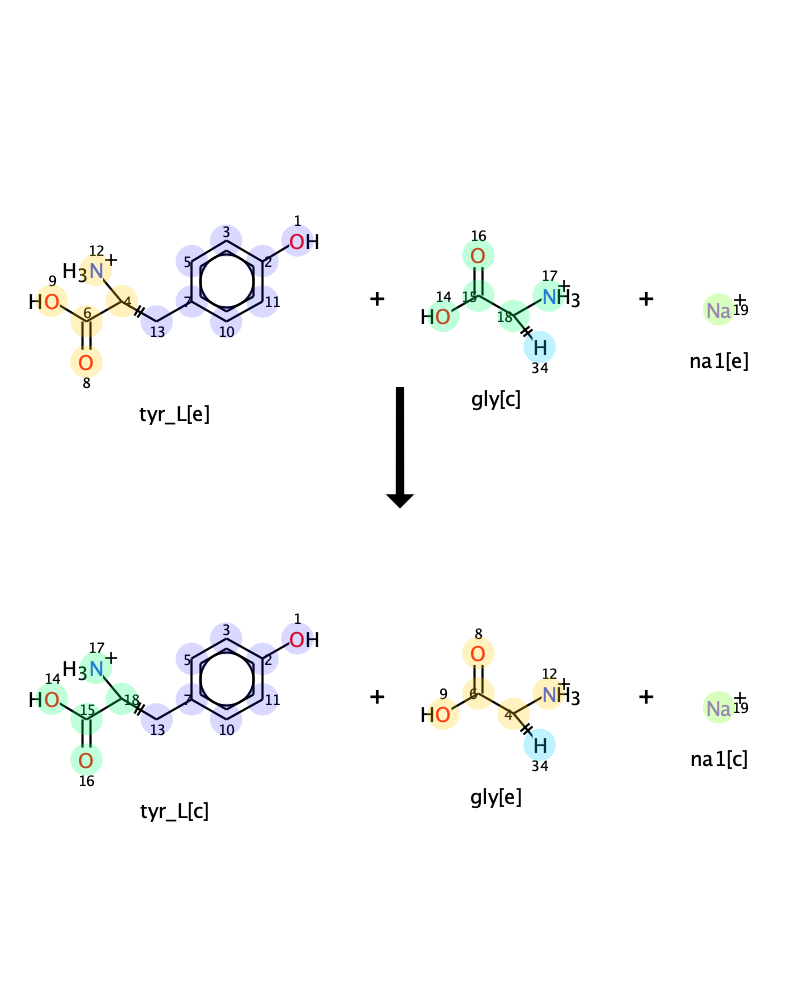 16
O
14
HO
15
17
NH3+
18
H
34
12
H3N+
9
HO
6
4
O
8
13
7
5
3
2
11
10
1
OH
+
+
Na+
19
tyr_L[e]
gly[c]
na1[e]
17
H3N+
14
HO
15
18
O
16
13
7
5
3
2
11
10
1
OH
+
8
O
9
HO
6
4
12
NH3+
H
34
+
Na+
19
tyr_L[c]
gly[e]
na1[c]